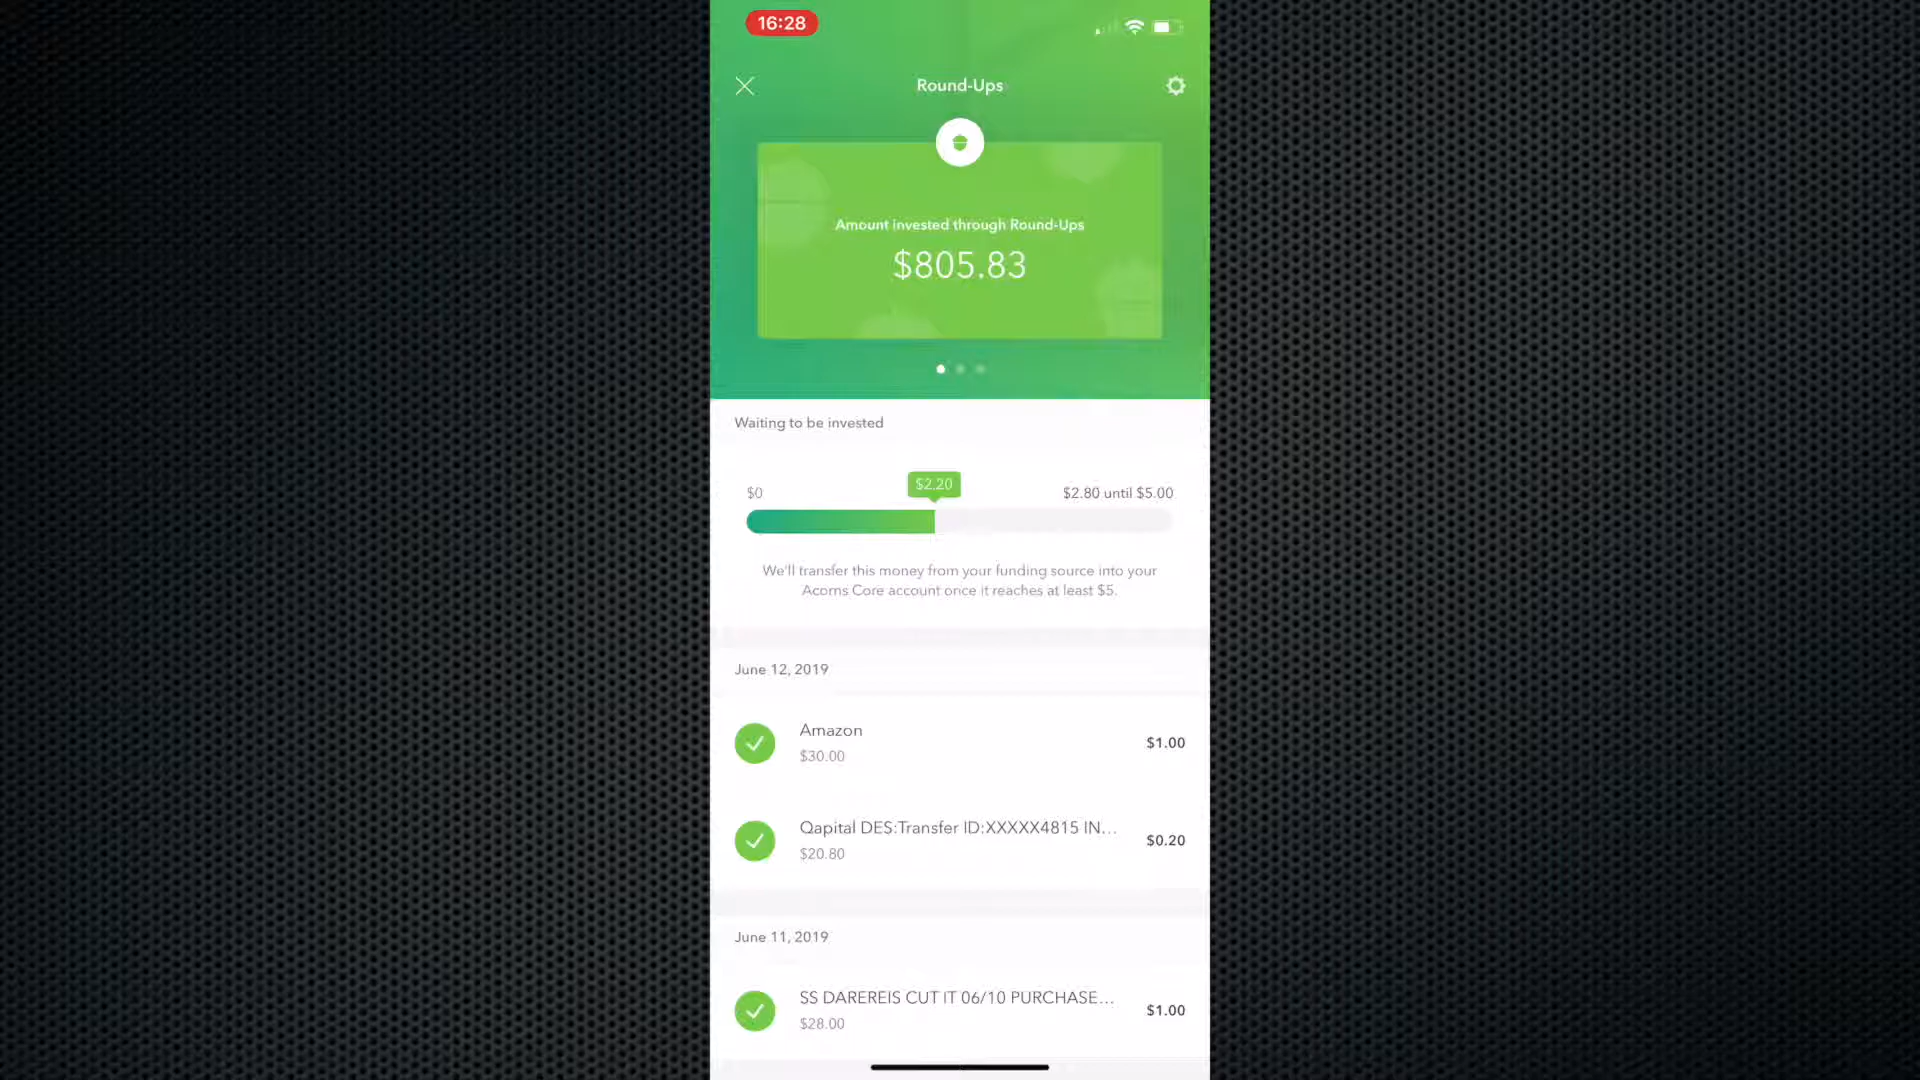 16:28
Round-Ups
Amount invested through Round-Ups
$805.83
Waiting to be invested
$0
$2.20
$2.80 until $5.00
We'll transfer this money from your funding source into your
Acorns Core account once it reaches at least $5.
June 12, 2019
Amazon
$30.00
$1.00
Qapital DES:Transfer ID:XXXXX4815 IN...
$20.80
$0.20
June 11, 2019
SS DAREREIS CUT IT 06/10 PURCHASE...
$28.00
$1.00